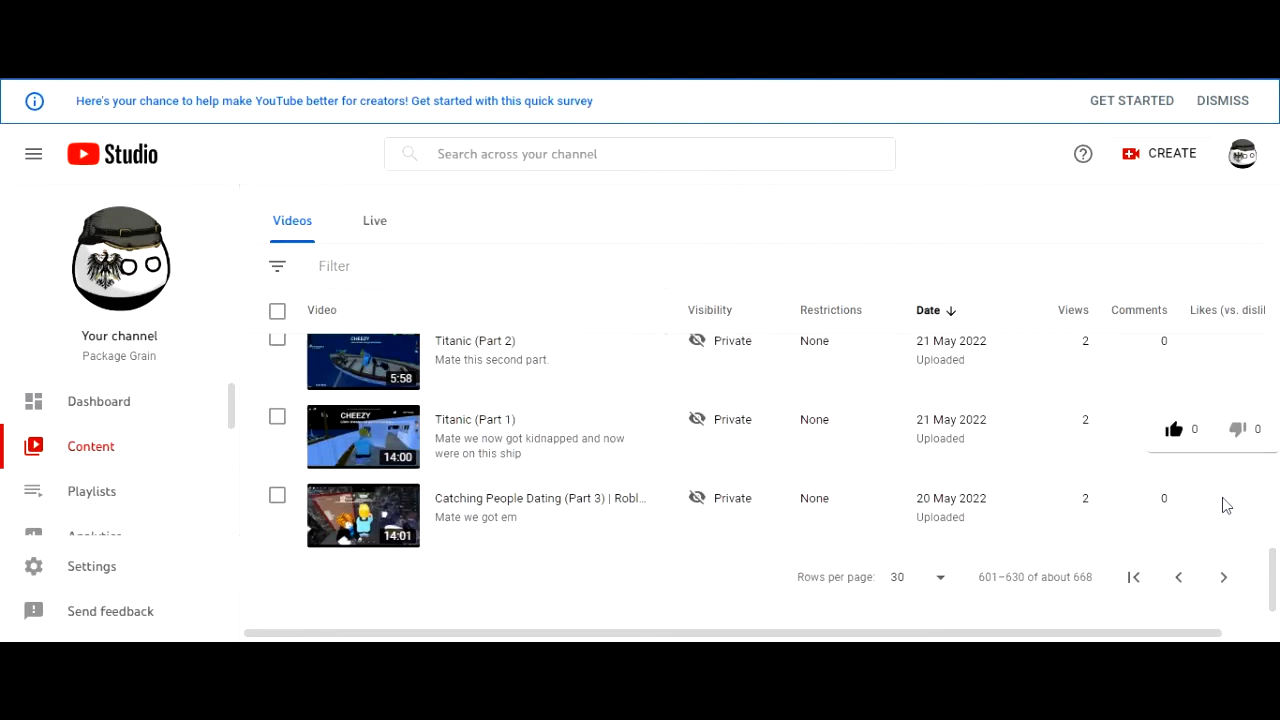 Here's your chance to help make YouTube better for creators! Get started with this quick survey
GET STARTED
DISMISS
Studio
Search across your channel
CREATE
Your channel
Package Grain
Dashboard
Content
Playlists
Analytics
Settings
Send feedback
Videos
Live
Filter
Video
Visibility
Restrictions
Date
Views
Comments
Likes (vs. disli
CHEEZY
5:58
Titanic (Part 2)
Mate this second part.
Private
None
21 May 2022
Uploaded
2
0
CHEEZY
14:00
Titanic (Part 1)
Mate we now got kidnapped and now
were on this ship
Private
None
21 May 2022
Uploaded
2
0
0
14:01
Catching People Dating (Part 3) | Robl...
Mate we got em
Private
None
20 May 2022
Uploaded
2
0
Rows per page: 30
601–630 of about 668